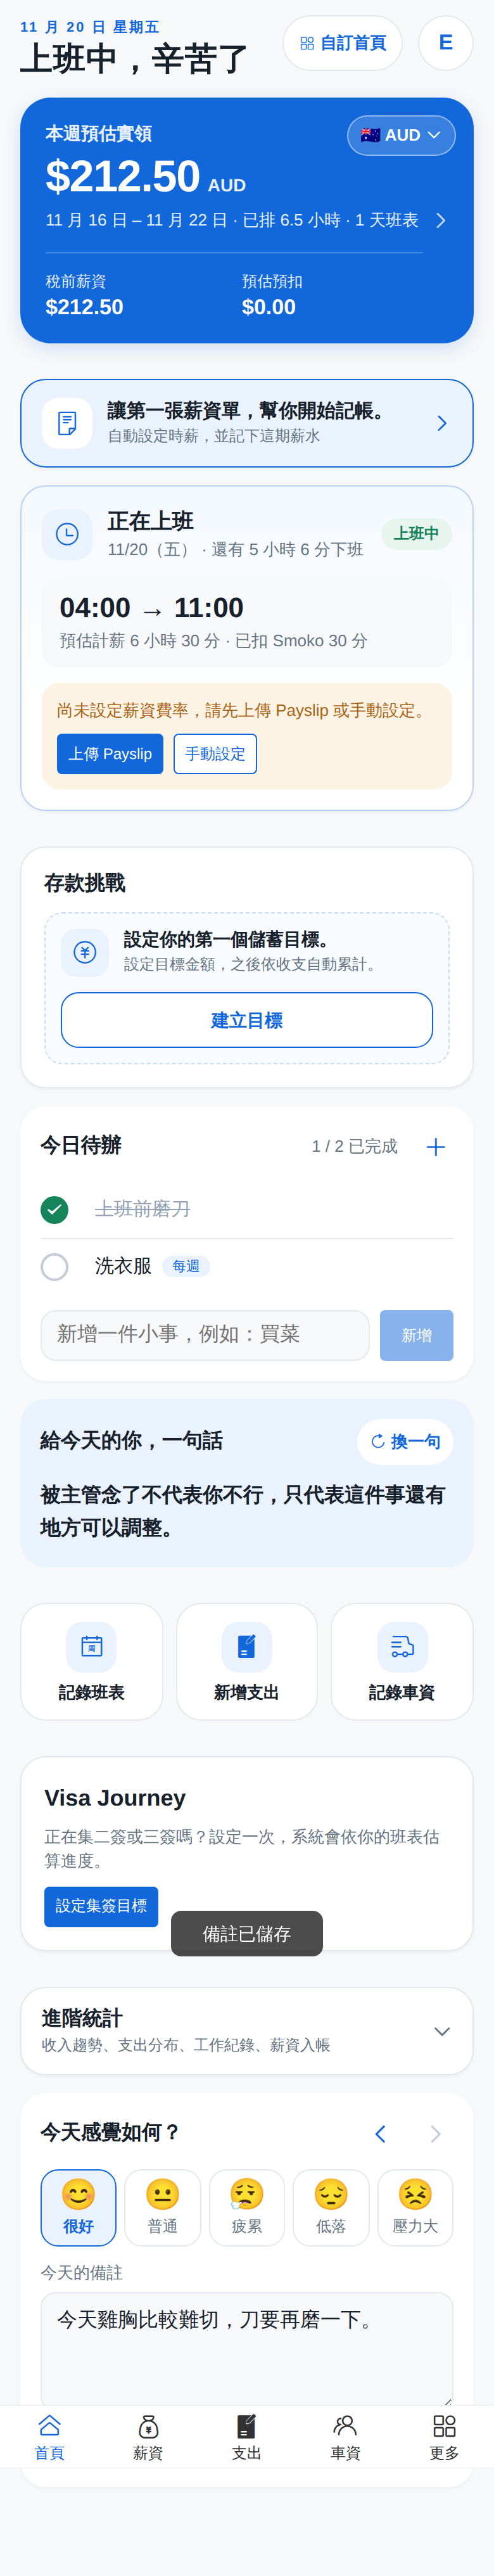 11 月 20 日 星期五
上班中，辛苦了
自訂首頁
E
本週預估實領
🇦🇺 AUD
$212.50 AUD
11 月 16 日 – 11 月 22 日 · 已排 6.5 小時 · 1 天班表
稅前薪資
預估預扣
$212.50
$0.00
讓第一張薪資單，幫你開始記帳。
自動設定時薪，並記下這期薪水
正在上班
11/20（五） · 還有 5 小時 6 分下班
上班中
04:00 → 11:00
預估計薪 6 小時 30 分 · 已扣 Smoko 30 分
尚未設定薪資費率，請先上傳 Payslip 或手動設定。
上傳 Payslip
手動設定
存款挑戰
設定你的第一個儲蓄目標。
設定目標金額，之後依收支自動累計。
建立目標
今日待辦
1 / 2 已完成
上班前磨刀
洗衣服
每週
新增一件小事，例如：買菜
新增
給今天的你，一句話
換一句
被主管念了不代表你不行，只代表這件事還有
地方可以調整。
記錄班表
新增支出
記錄車資
Visa Journey
正在集二簽或三簽嗎？設定一次，系統會依你的班表估
算進度。
設定集簽目標
備註已儲存
進階統計
收入趨勢、支出分布、工作紀錄、薪資入帳
今天感覺如何？
很好
普通
疲累
低落
壓力大
今天的備註
今天雞胸比較難切，刀要再磨一下。
首頁
薪資
支出
車資
更多